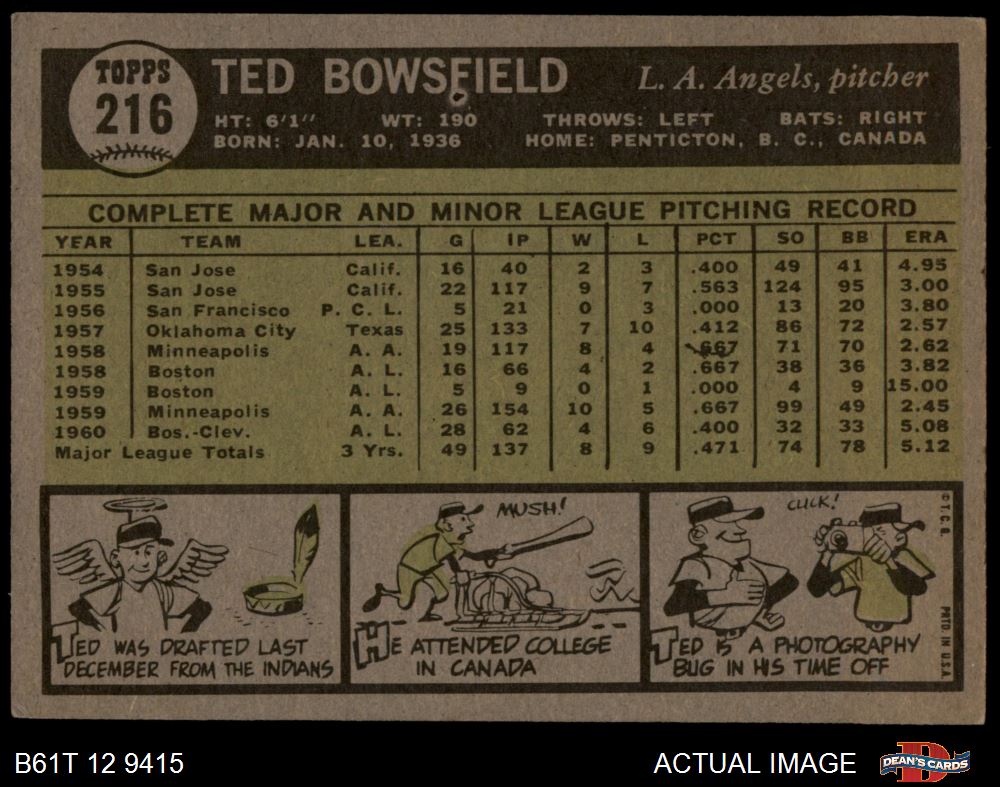 TOPPS
216
TED BOWSFIELD
L. A. Angels, pitcher
HT: 6'1" WT: 190 THROWS: LEFT BATS: RIGHT
BORN: JAN. 10, 1936 HOME: PENTICTON, B. C., CANADA
COMPLETE MAJOR AND MINOR LEAGUE PITCHING RECORD
YEAR TEAM LEA. G IP W L PCT SO BB ERA
1954 San Jose Calif. 16 40 2 3 .400 49 41 4.95
1955 San Jose Calif. 22 117 9 7 .563 124 95 3.00
1956 San Francisco P. C. L. 5 21 0 3 .000 13 20 3.80
1957 Oklahoma City Texas 25 133 7 10 .412 86 72 2.57
1958 Minneapolis A. A. 19 117 8 4 .667 71 70 2.62
1958 Boston A. L. 16 66 4 2 .667 38 36 3.82
1959 Boston A. L. 5 9 0 1 .000 4 9 15.00
1959 Minneapolis A. A. 26 154 10 5 .667 99 49 2.45
1960 Bos.-Clev. A. L. 28 62 4 6 .400 32 33 5.08
Major League Totals 3 Yrs. 49 137 8 9 .471 74 78 5.12
TED WAS DRAFTED LAST
DECEMBER FROM THE INDIANS
MUSH!
HE ATTENDED COLLEGE
IN CANADA
CLICK!
TED IS A PHOTOGRAPHY
BUG IN HIS TIME OFF
© T. C. G.
PRTD IN U.S.A.
B61T 12 9415
ACTUAL IMAGE
DEAN'S CARDS